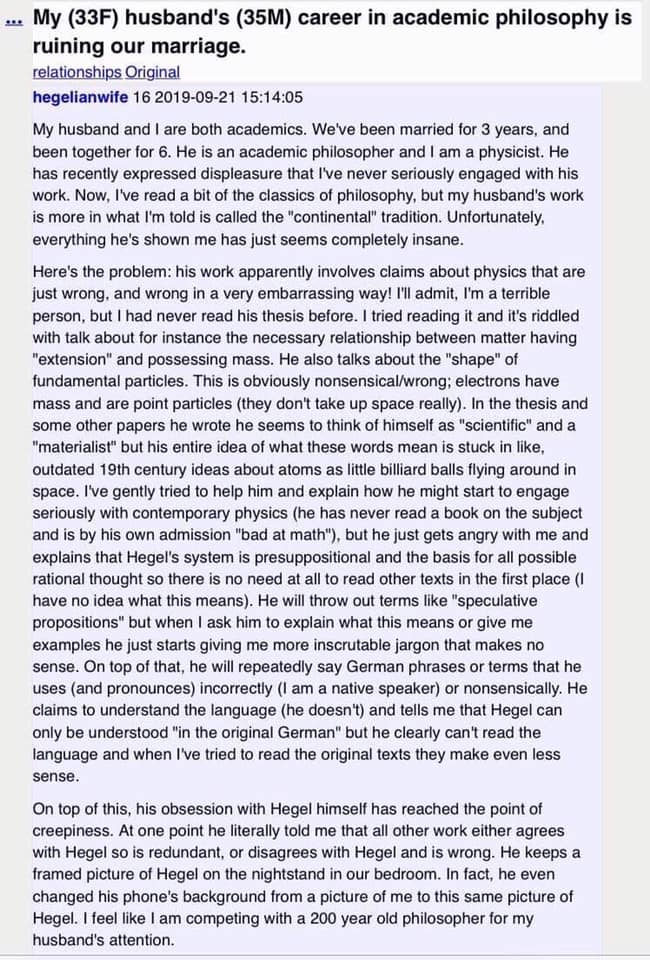 ... My (33F) husband's (35M) career in academic philosophy is
ruining our marriage.
relationships Original
hegelianwife 16 2019-09-21 15:14:05
My husband and I are both academics. We've been married for 3 years, and
been together for 6. He is an academic philosopher and I am a physicist. He
has recently expressed displeasure that I've never seriously engaged with his
work. Now, I've read a bit of the classics of philosophy, but my husband's work
is more in what I'm told is called the "continental" tradition. Unfortunately,
everything he's shown me has just seemed completely insane.
Here's the problem: his work apparently involves claims about physics that are
just wrong, and wrong in a very embarrassing way! I'll admit, I'm a terrible
person, but I had never read his thesis before. I tried reading it and it's riddled
with talk about for instance the necessary relationship between matter having
"extension" and possessing mass. He also talks about the "shape" of
fundamental particles. This is obviously nonsensical/wrong; electrons have
mass and are point particles (they don't take up space really). In the thesis and
some other papers he wrote he seems to think of himself as "scientific" and a
"materialist" but his entire idea of what these words mean is stuck in like,
outdated 19th century ideas about atoms as little billiard balls flying around in
space. I've gently tried to help him and explain how he might start to engage
seriously with contemporary physics (he has never read a book on the subject
and is by his own admission "bad at math"), but he just gets angry with me and
explains that Hegel's system is presuppositional and the basis for all possible
rational thought so there is no need at all to read other texts in the first place (I
have no idea what this means). He will throw out terms like "speculative
propositions" but when I ask him to explain what this means or give me
examples he just starts giving me more inscrutable jargon that makes no
sense. On top of that, he will repeatedly say German phrases or terms that he
uses (and pronounces) incorrectly (I am a native speaker) or nonsensically. He
claims to understand the language (he doesn't) and tells me that Hegel can
only be understood "in the original German" but he clearly can't read the
language and when I've tried to read the original texts they make even less
sense.
On top of this, his obsession with Hegel himself has reached the point of
creepiness. At one point he literally told me that all other work either agrees
with Hegel so is redundant, or disagrees with Hegel and is wrong. He keeps a
framed picture of Hegel on the nightstand in our bedroom. In fact, he even
changed his phone's background from a picture of me to this same picture of
Hegel. I feel like I am competing with a 200 year old philosopher for my
husband's attention.